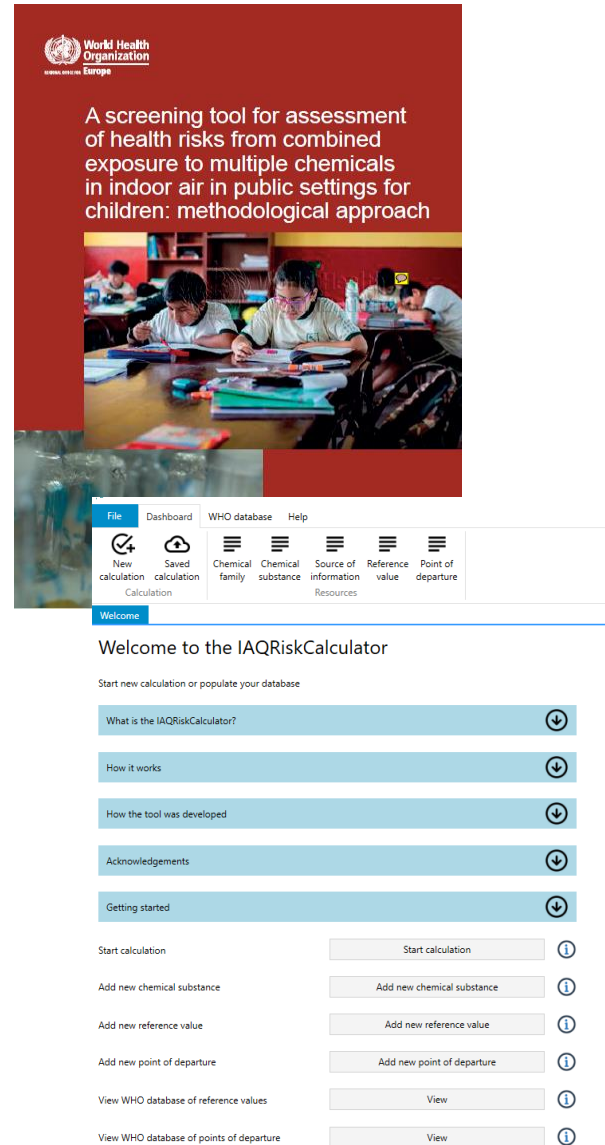 World Health
Organization
REGIONAL OFFICE FOR Europe
A screening tool for assessment
of health risks from combined
exposure to multiple chemicals
in indoor air in public settings for
children: methodological approach
File Dashboard WHO database Help
New calculation Saved calculation Chemical family Chemical substance Source of information Reference value Point of departure
Calculation Resources
Welcome
Welcome to the IAQRiskCalculator
Start new calculation or populate your database
What is the IAQRiskCalculator?
How it works
How the tool was developed
Acknowledgements
Getting started
Start calculation Start calculation
Add new chemical substance Add new chemical substance
Add new reference value Add new reference value
Add new point of departure Add new point of departure
View WHO database of reference values View
View WHO database of points of departure View